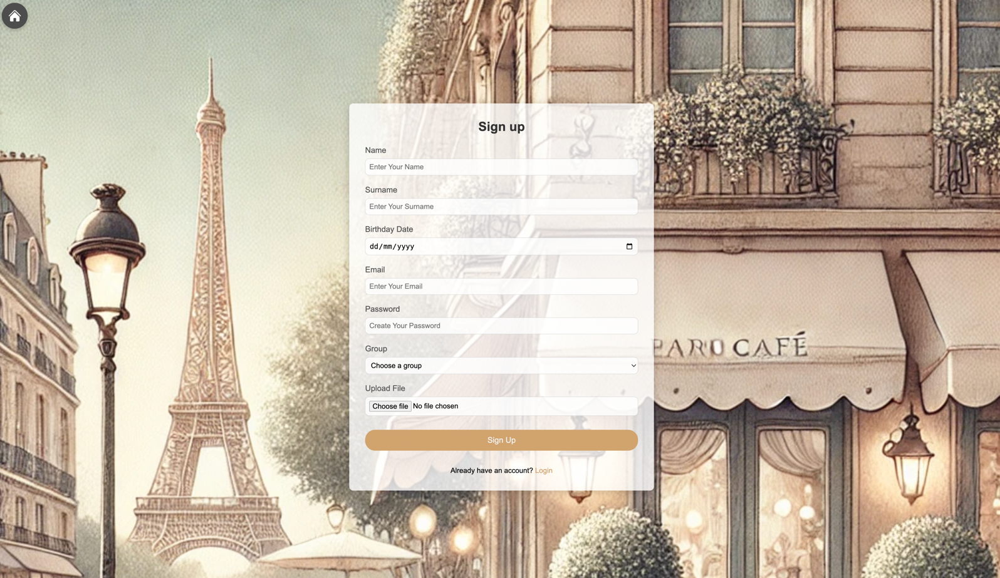 Sign up
Name
Enter Your Name
Surname
Enter Your Surname
Birthday Date
dd/mm/yyyy
Email
Enter Your Email
Password
Create Your Password
Group
Choose a group
Upload File
Choose file No file chosen
Sign Up
Already have an account? Login
CAFÉ